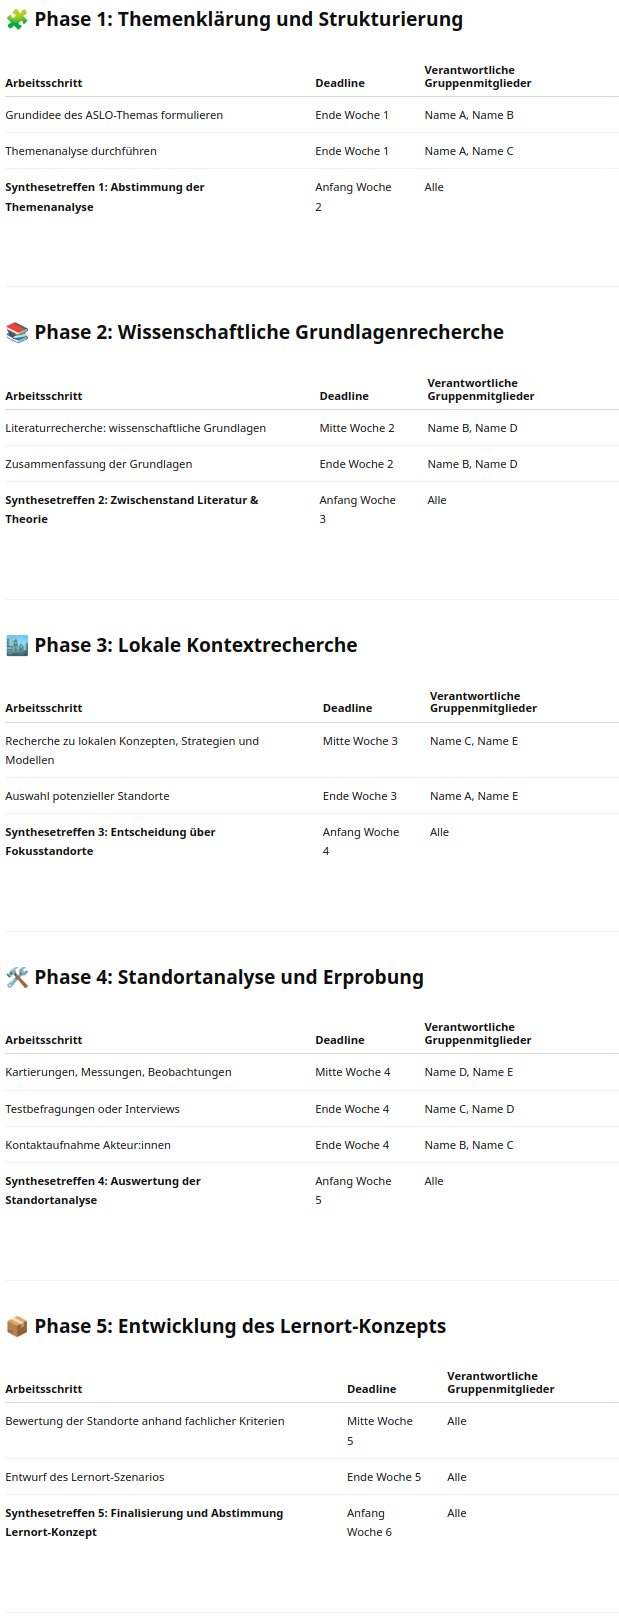 🧩 Phase 1: Themenklärung und Strukturierung
Verantwortliche
Arbeitsschritt Deadline Gruppenmitglieder
Grundidee des ASLO-Themas formulieren Ende Woche 1 Name A, Name B
Themenanalyse durchführen Ende Woche 1 Name A, Name C
Synthesetreffen 1: Abstimmung der Anfang Woche Alle
Themenanalyse 2
📚 Phase 2: Wissenschaftliche Grundlagenrecherche
Verantwortliche
Arbeitsschritt Deadline Gruppenmitglieder
Literaturrecherche: wissenschaftliche Grundlagen Mitte Woche 2 Name B, Name D
Zusammenfassung der Grundlagen Ende Woche 2 Name B, Name D
Synthesetreffen 2: Zwischenstand Literatur & Anfang Woche Alle
Theorie 3
🏙️ Phase 3: Lokale Kontextrecherche
Verantwortliche
Arbeitsschritt Deadline Gruppenmitglieder
Recherche zu lokalen Konzepten, Strategien und Mitte Woche 3 Name C, Name E
Modellen
Auswahl potenzieller Standorte Ende Woche 3 Name A, Name E
Synthesetreffen 3: Entscheidung über Anfang Woche Alle
Fokusstandorte 4
🛠️ Phase 4: Standortanalyse und Erprobung
Verantwortliche
Arbeitsschritt Deadline Gruppenmitglieder
Kartierungen, Messungen, Beobachtungen Mitte Woche 4 Name D, Name E
Testbefragungen oder Interviews Ende Woche 4 Name C, Name D
Kontaktaufnahme Akteur:innen Ende Woche 4 Name B, Name C
Synthesetreffen 4: Auswertung der Anfang Woche Alle
Standortanalyse 5
📦 Phase 5: Entwicklung des Lernort-Konzepts
Verantwortliche
Arbeitsschritt Deadline Gruppenmitglieder
Bewertung der Standorte anhand fachlicher Kriterien Mitte Woche Alle
5
Entwurf des Lernort-Szenarios Ende Woche 5 Alle
Synthesetreffen 5: Finalisierung und Abstimmung Anfang Alle
Lernort-Konzept Woche 6